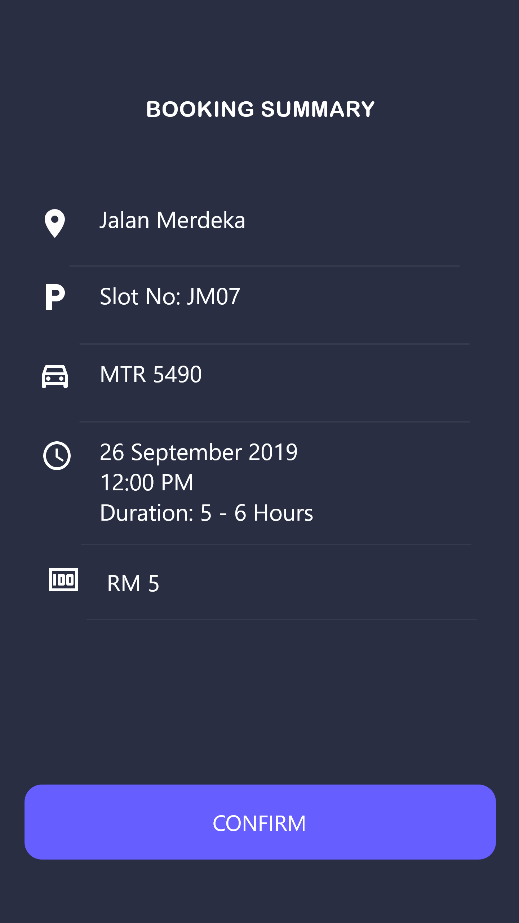 BOOKING SUMMARY
Jalan Merdeka
P Slot No: JM07
MTR 5490
26 September 2019
12:00 PM
Duration: 5 - 6 Hours
100 RM 5
CONFIRM